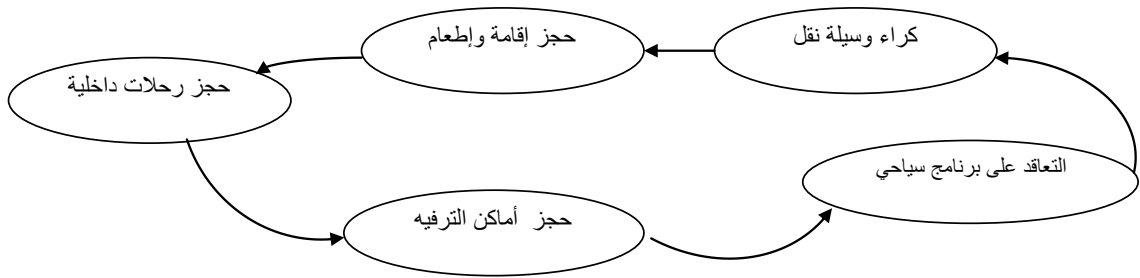 كراء وسيلة نقل
حجز إقامة وإطعام
حجز رحلات داخلية
التعاقد على برنامج سياحي
حجز أماكن الترفيه